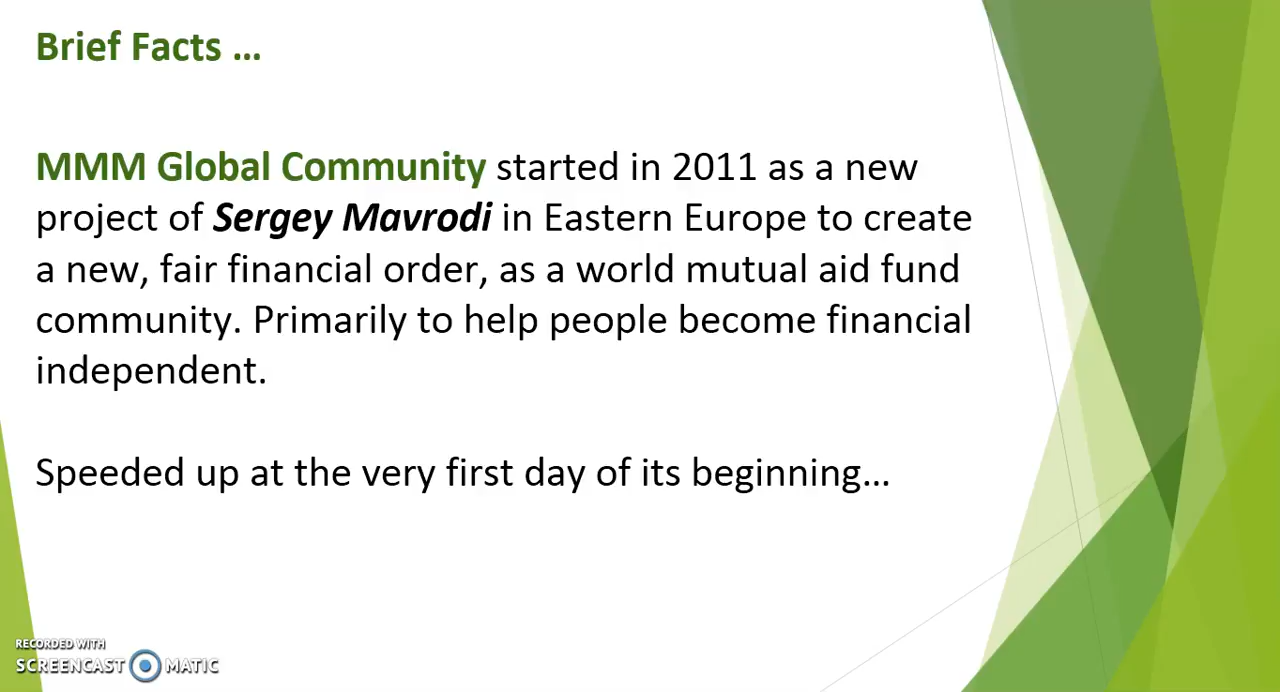 Brief Facts ...
MMM Global Community started in 2011 as a new
project of Sergey Mavrodi in Eastern Europe to create
a new, fair financial order, as a world mutual aid fund
community. Primarily to help people become financial
independent.
Speeded up at the very first day of its beginning...
RECORDED WITH
SCREENCAST MATIC